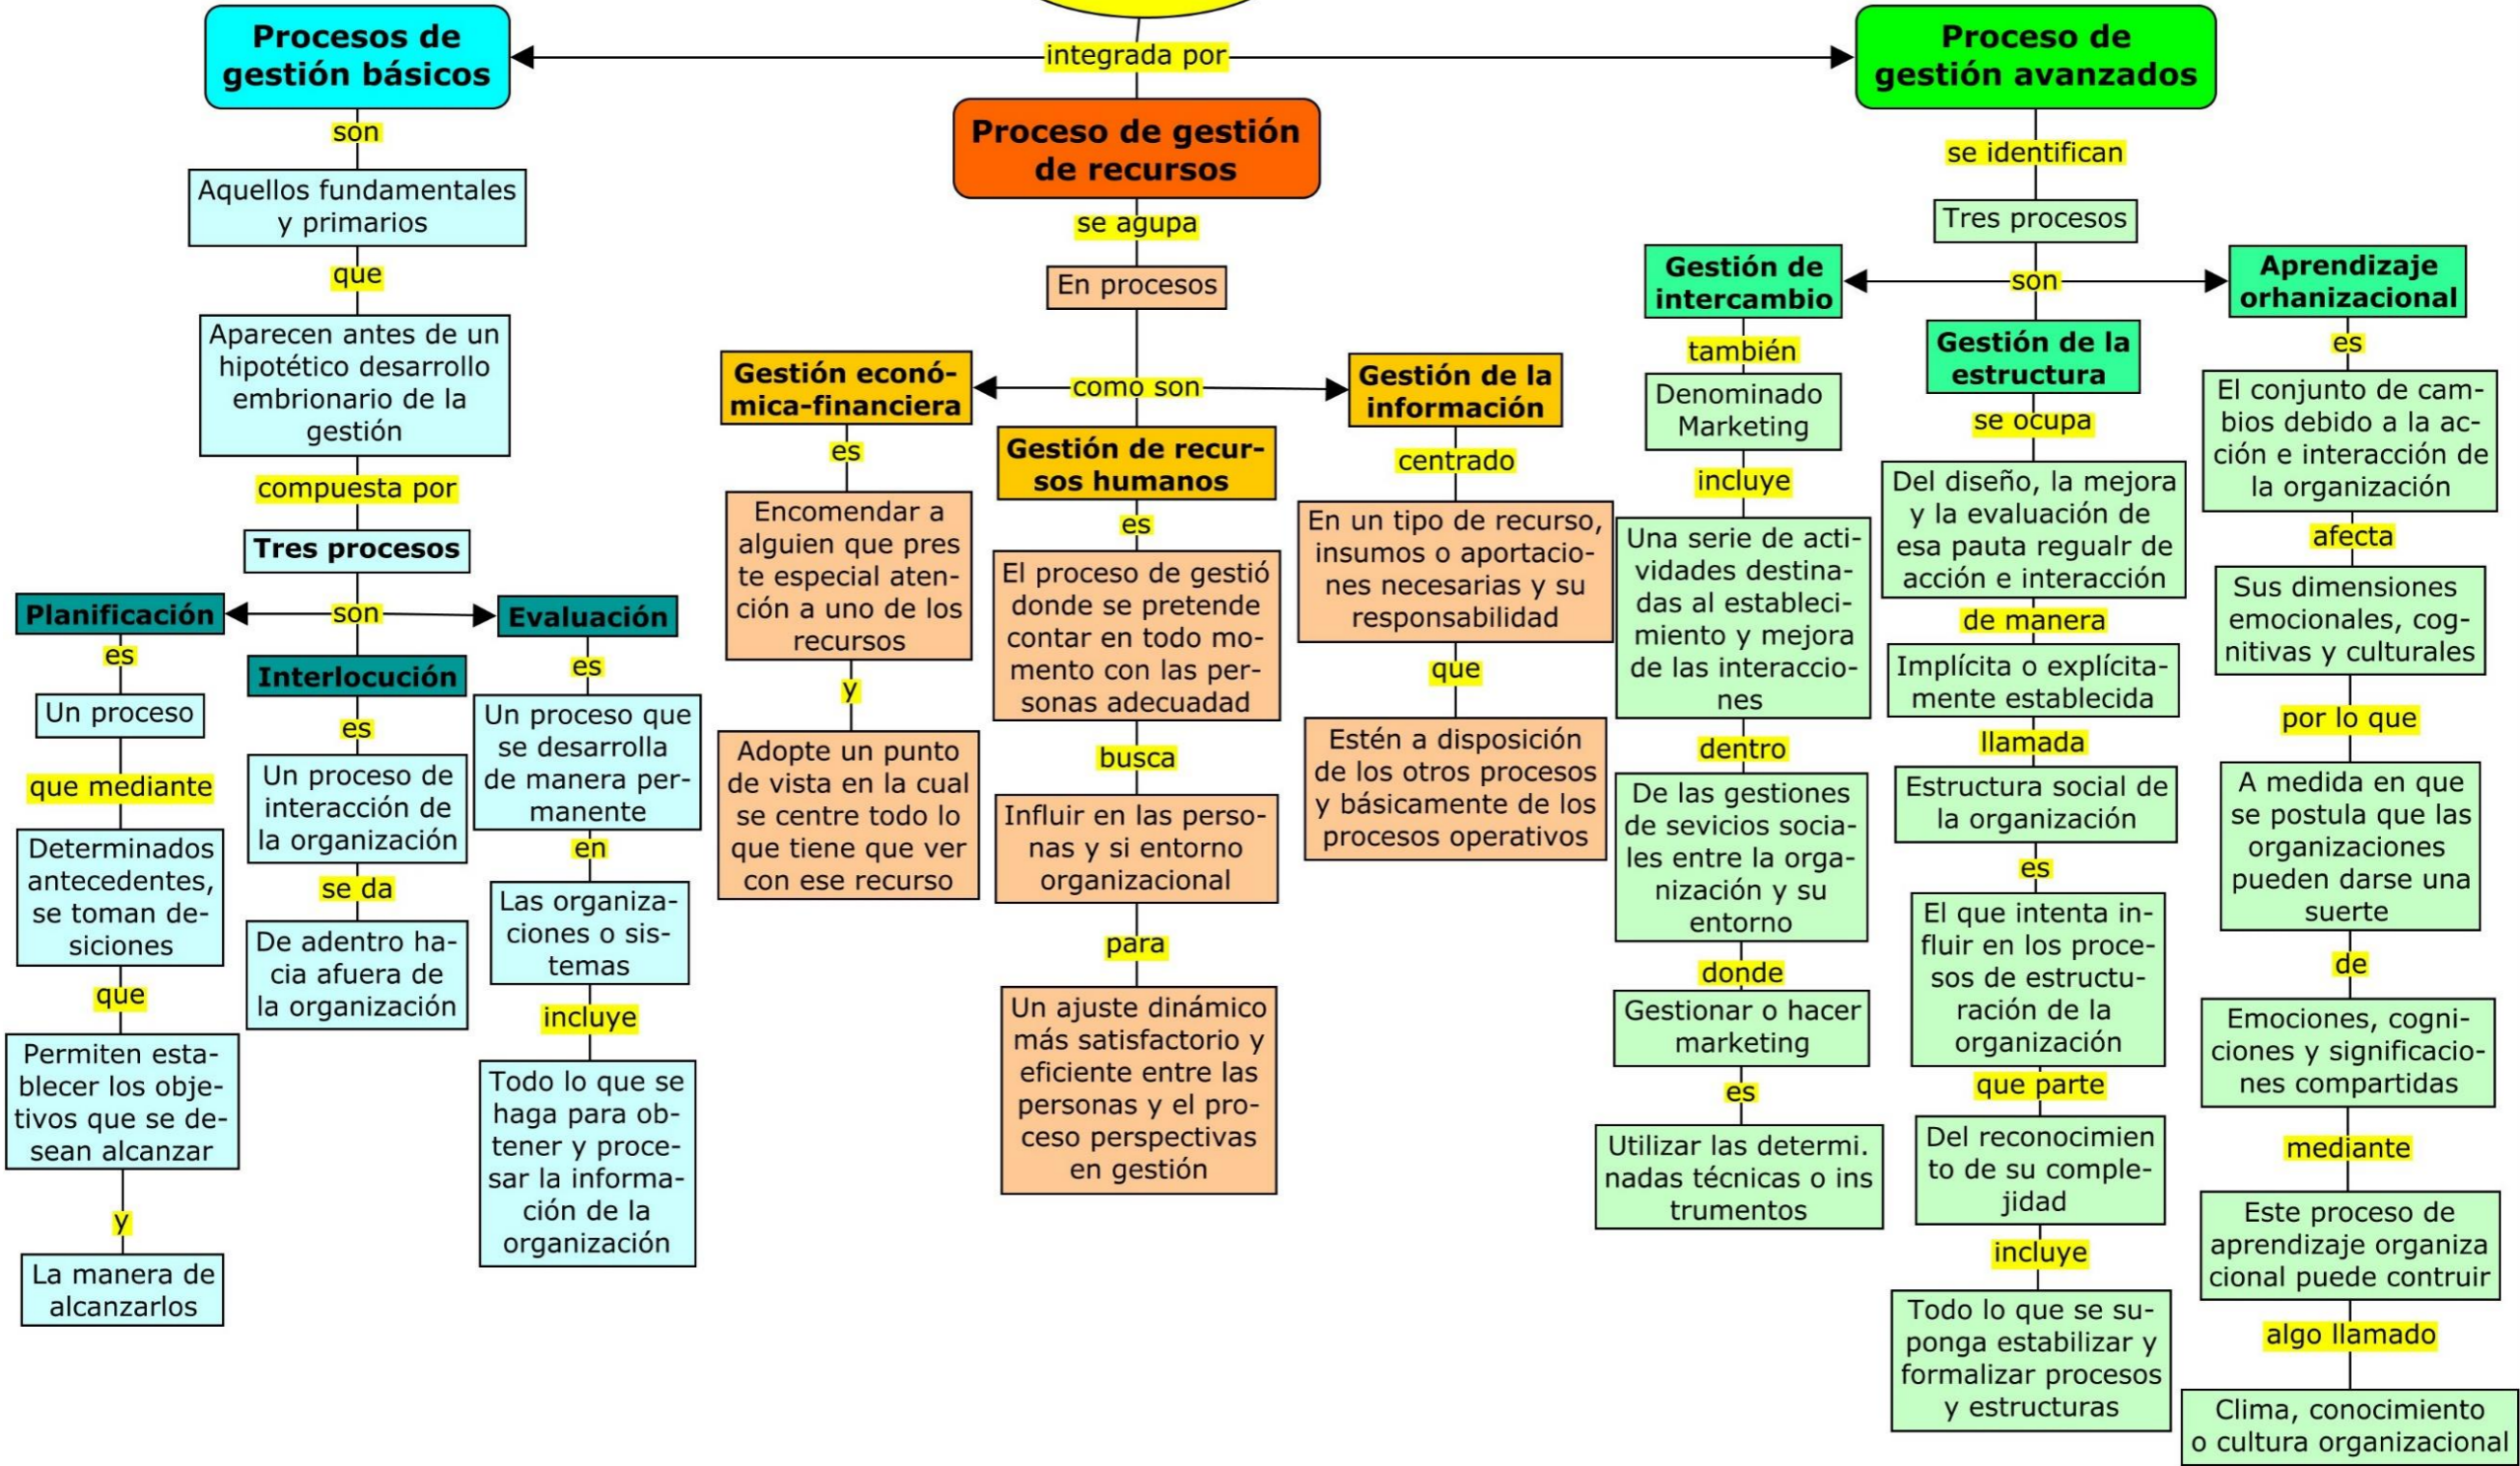 integrada por
Procesos de
gestión básicos
son
Aquellos fundamentales
y primarios
que
Aparecen antes de un
hipotético desarrollo
embrionario de la
gestión
compuesta por
Tres procesos
son
Planificación
es
Un proceso
que mediante
Determinados
antecedentes,
se toman de-
siciones
que
Permiten esta-
blecer los obje-
tivos que se de-
sean alcanzar
y
La manera de
alcanzarlos
Interlocución
es
Un proceso de
interacción de
la organización
se da
De adentro ha-
cia afuera de
la organización
Evaluación
es
Un proceso que
se desarrolla
de manera per-
manente
en
Las organiza-
ciones o sis-
temas
incluye
Todo lo que se
haga para ob-
tener y proce-
sar la informa-
ción de la
organización
Proceso de gestión
de recursos
se agupa
En procesos
como son
Gestión econó-
mica-financiera
es
Encomendar a
alguien que pres
te especial aten-
ción a uno de los
recursos
y
Adopte un punto
de vista en la cual
se centre todo lo
que tiene que ver
con ese recurso
Gestión de recur-
sos humanos
es
El proceso de gestió
donde se pretende
contar en todo mo-
mento con las per-
sonas adecuadad
busca
Influir en las perso-
nas y si entorno
organizacional
para
Un ajuste dinámico
más satisfactorio y
eficiente entre las
personas y el pro-
ceso perspectivas
en gestión
Gestión de la
información
centrado
En un tipo de recurso,
insumos o aportacio-
nes necesarias y su
responsabilidad
que
Estén a disposición
de los otros procesos
y básicamente de los
procesos operativos
Proceso de
gestión avanzados
se identifican
Tres procesos
son
Gestión de
intercambio
también
Denominado
Marketing
incluye
Una serie de acti-
vidades destina-
das al estableci-
miento y mejora
de las interaccio-
nes
dentro
De las gestiones
de sevicios socia-
les entre la orga-
nización y su
entorno
donde
Gestionar o hacer
marketing
es
Utilizar las determi.
nadas técnicas o ins
trumentos
Gestión de la
estructura
se ocupa
Del diseño, la mejora
y la evaluación de
esa pauta regualr de
acción e interacción
de manera
Implícita o explícita-
mente establecida
llamada
Estructura social de
la organización
es
El que intenta in-
fluir en los proce-
sos de estructu-
ración de la
organización
que parte
Del reconocimien
to de su comple-
jidad
incluye
Todo lo que se su-
ponga estabilizar y
formalizar procesos
y estructuras
Aprendizaje
orhanizacional
es
El conjunto de cam-
bios debido a la ac-
ción e interacción de
la organización
afecta
Sus dimensiones
emocionales, cog-
nitivas y culturales
por lo que
A medida en que
se postula que las
organizaciones
pueden darse una
suerte
de
Emociones, cogni-
ciones y significacio-
nes compartidas
mediante
Este proceso de
aprendizaje organiza
cional puede contruir
algo llamado
Clima, conocimiento
o cultura organizacional